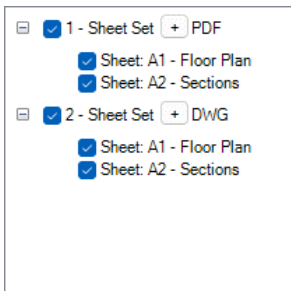 1 - Sheet Set + PDF
Sheet: A1 - Floor Plan
Sheet: A2 - Sections
2 - Sheet Set + DWG
Sheet: A1 - Floor Plan
Sheet: A2 - Sections